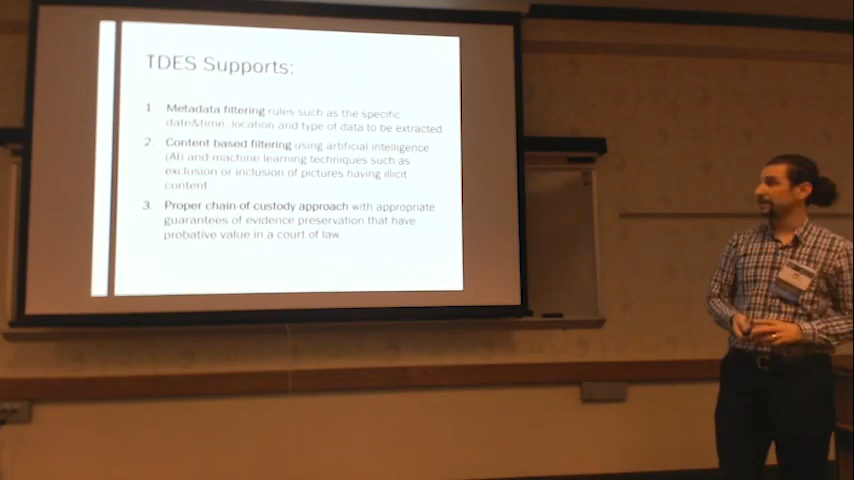 TDES Supports:
1 Metadata filtering rules such as the specific
date&time, location and type of data to be extracted
2. Content based filtering using artificial intelligence
(AI) and machine learning techniques such as
exclusion or inclusion of pictures having illicit
content.
3. Proper chain-of custody approach with appropriate
guarantees of evidence preservation that have
probative value in a court of law.